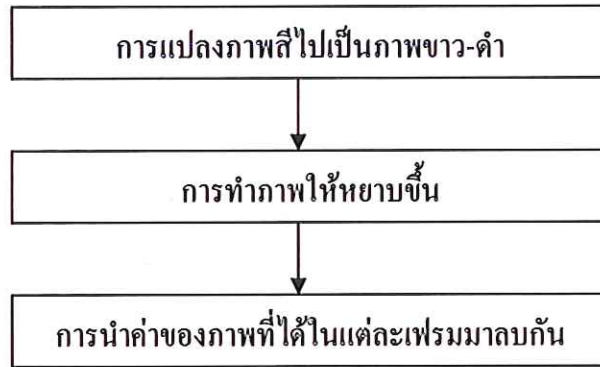 การแปลงภาพสีไปเป็นภาพขาว-ดำ
การทำภาพให้หยาบขึ้น
การนำค่าของภาพที่ได้ในแต่ละเฟรมมาลบกัน